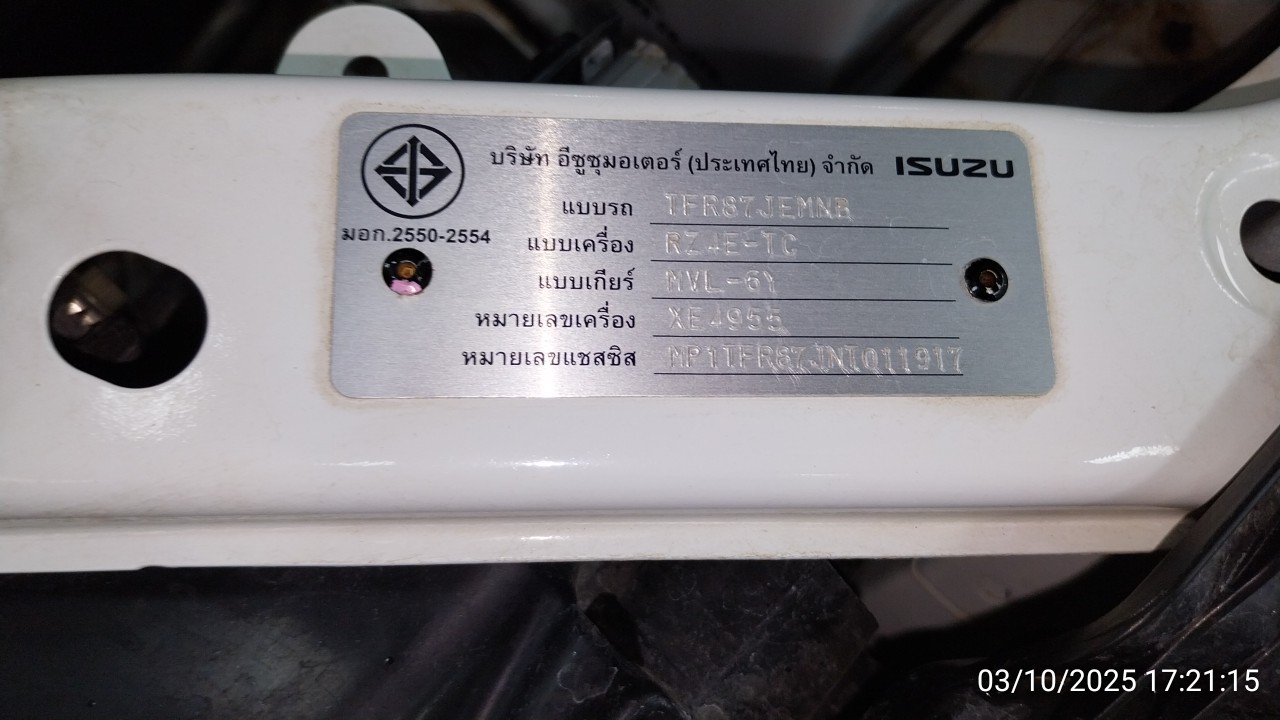 บริษัท อีซูซุมอเตอร์ (ประเทศไทย) จำกัด ISUZU
แบบรถ TFR87JEMNB
มอก.2550-2554
แบบเครื่อง RZ4E-TC
แบบเกียร์ MVL-6Y
หมายเลขเครื่อง XE4955
หมายเลขแชสซิส
03/10/2025 17:21:15